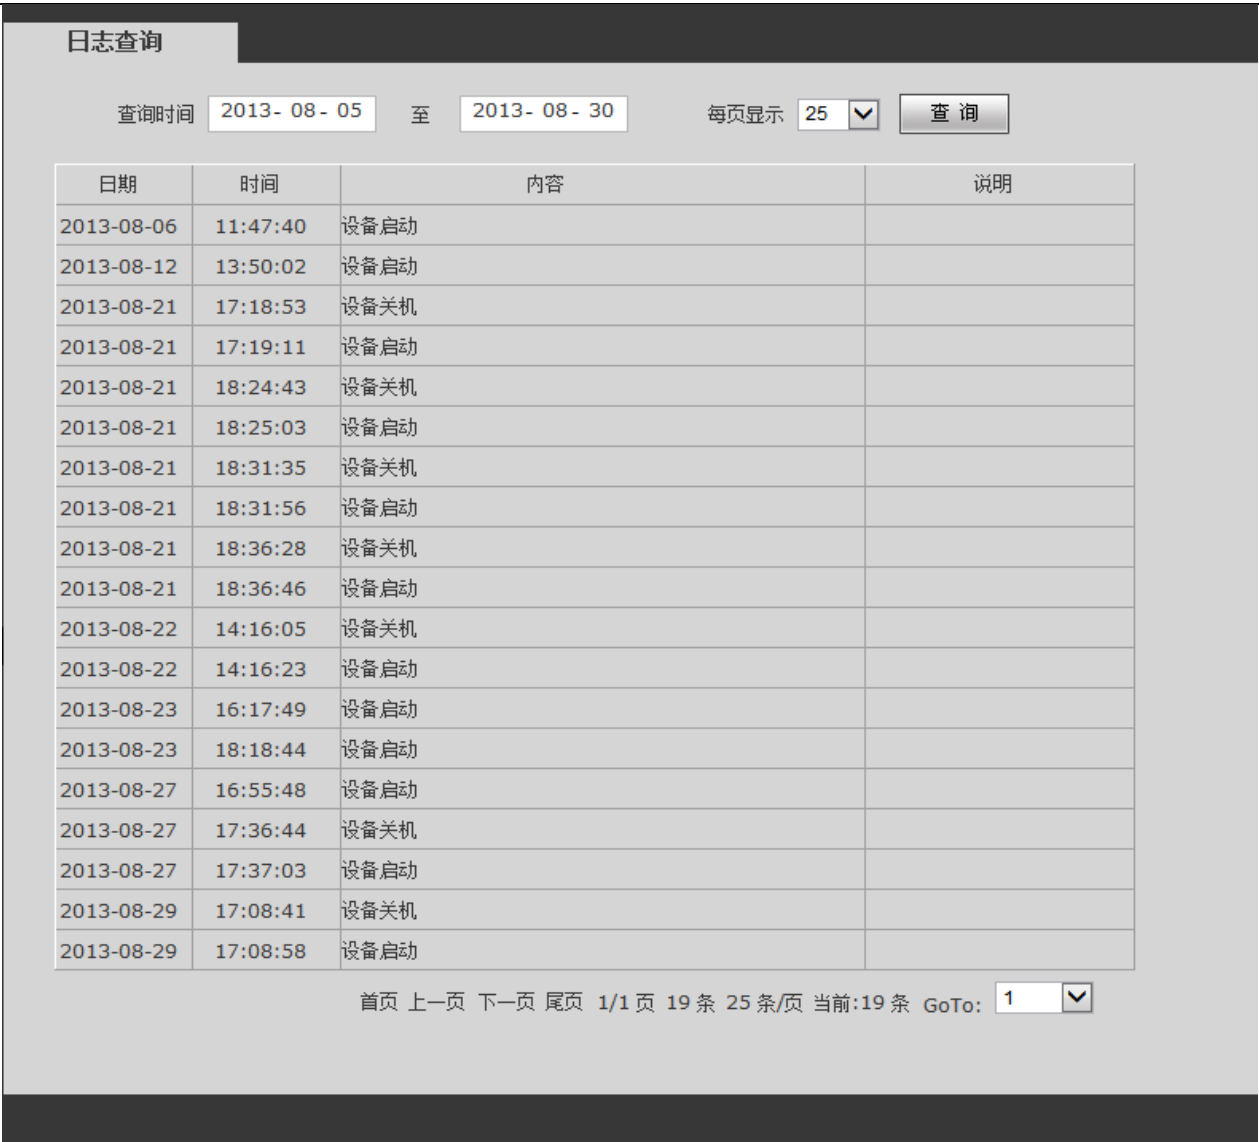 日志查询
查询时间 2013- 08- 05 至 2013- 08- 30 每页显示 25 查 询
日期 时间 内容 说明
2013-08-06 11:47:40 设备启动
2013-08-12 13:50:02 设备启动
2013-08-21 17:18:53 设备关机
2013-08-21 17:19:11 设备启动
2013-08-21 18:24:43 设备关机
2013-08-21 18:25:03 设备启动
2013-08-21 18:31:35 设备关机
2013-08-21 18:31:56 设备启动
2013-08-21 18:36:28 设备关机
2013-08-21 18:36:46 设备启动
2013-08-22 14:16:05 设备关机
2013-08-22 14:16:23 设备启动
2013-08-23 16:17:49 设备启动
2013-08-23 18:18:44 设备启动
2013-08-27 16:55:48 设备启动
2013-08-27 17:36:44 设备关机
2013-08-27 17:37:03 设备启动
2013-08-29 17:08:41 设备关机
2013-08-29 17:08:58 设备启动
首页 上一页 下一页 尾页 1/1 页 19 条 25 条/页 当前:19 条 GoTo: 1